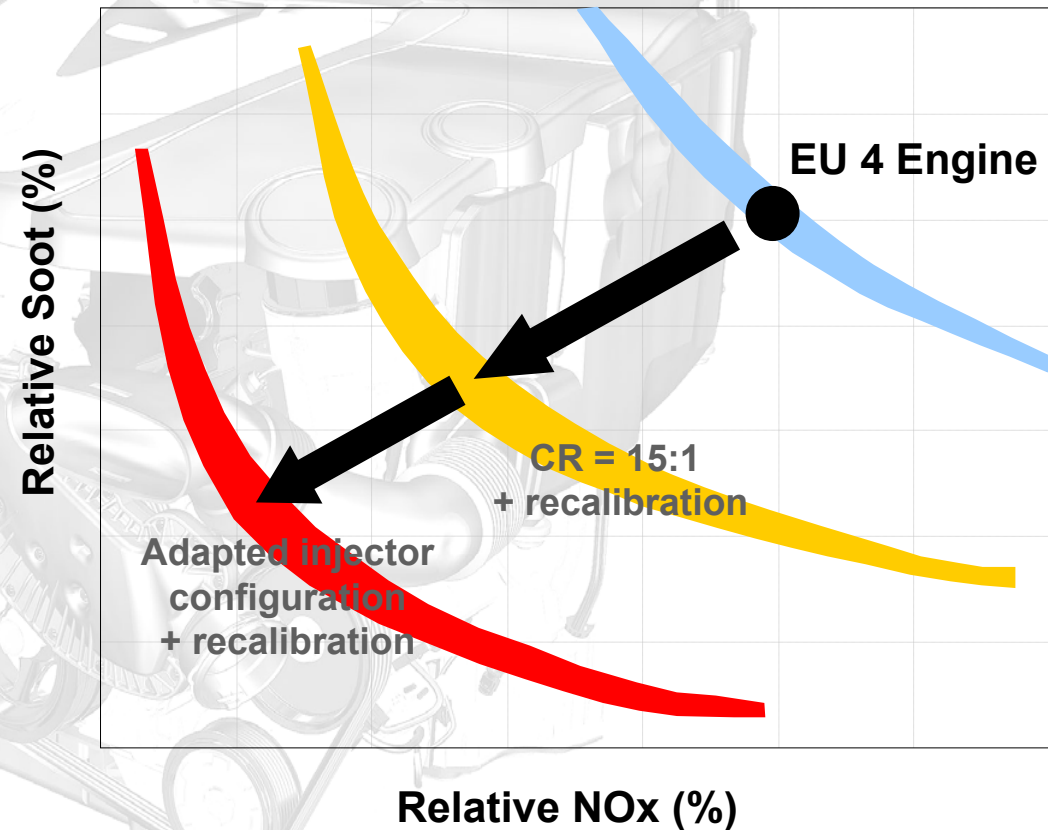 EU 4 Engine
Relative Soot (%)
CR = 15:1
+ recalibration
Adapted injector
configuration
+ recalibration
Relative NOx (%)